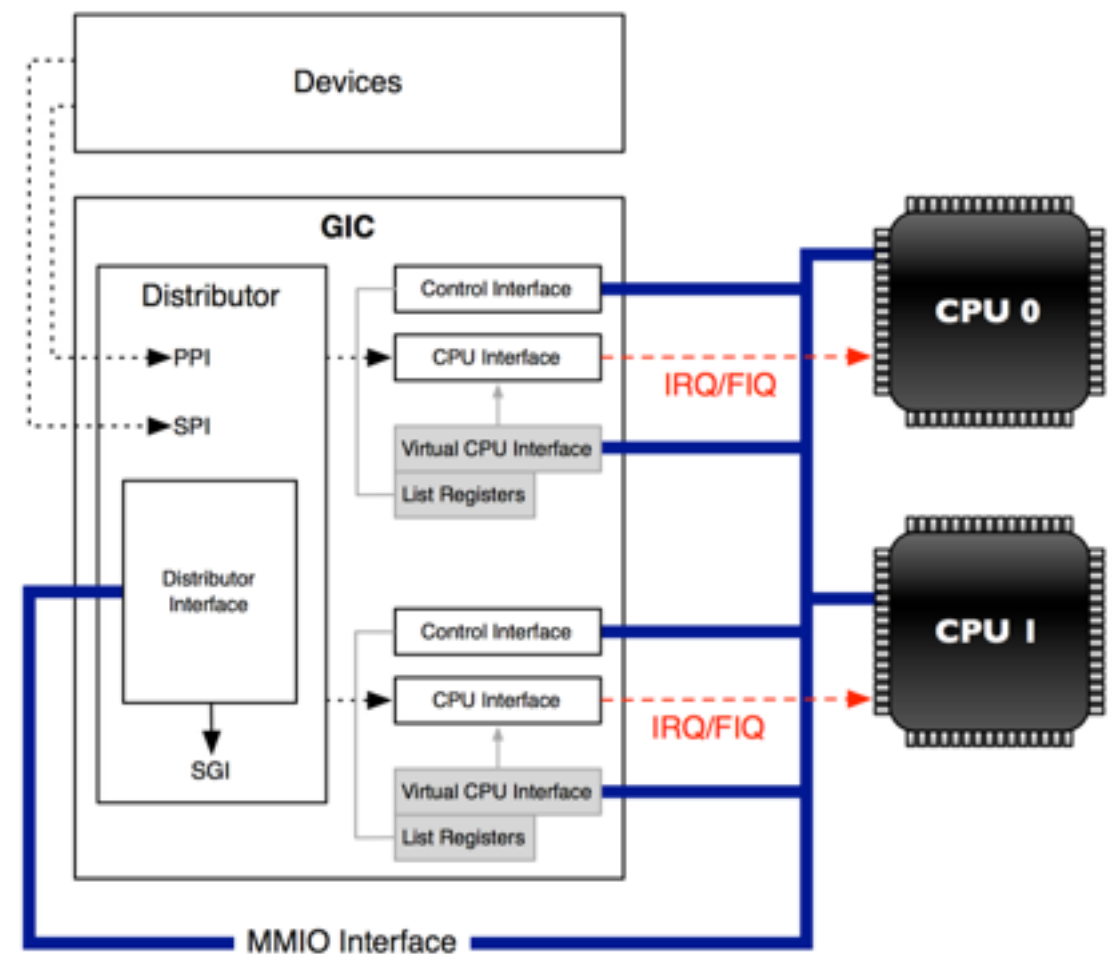 Devices
GIC
Distributor
PPI
SPI
Distributor
Interface
SGI
Control Interface
CPU Interface
Virtual CPU Interface
List Registers
IRQ/FIQ
CPU 0
Control Interface
CPU Interface
Virtual CPU Interface
List Registers
IRQ/FIQ
CPU 1
MMIO Interface